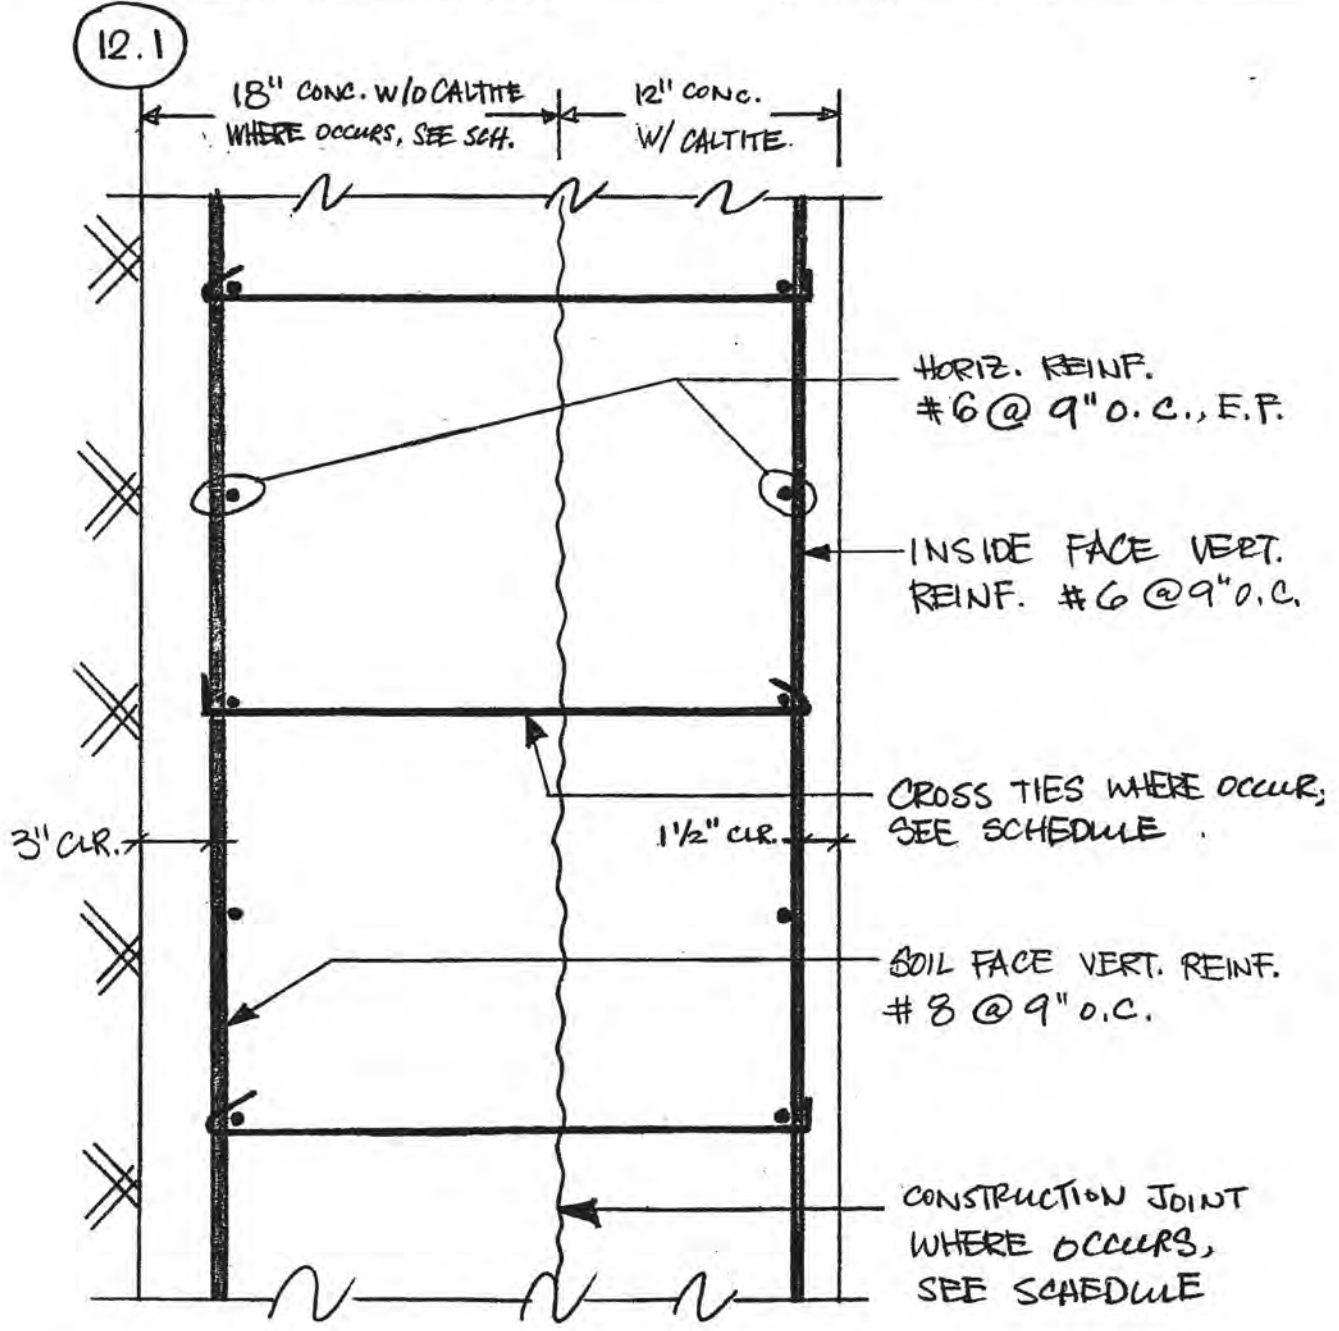 12.1
18" CONC. W/O CALTITE
WHERE OCCURS, SEE SCH.
12" CONC.
W/ CALTITE.
HORIZ. REINF.
#6 @ 9" O.C., E.F.
INSIDE FACE VERT.
REINF. #6 @ 9" O.C.
CROSS TIES WHERE OCCUR,
SEE SCHEDULE.
3" CLR.
1 1/2" CLR.
SOIL FACE VERT. REINF.
#8 @ 9" O.C.
CONSTRUCTION JOINT
WHERE OCCURS,
SEE SCHEDULE